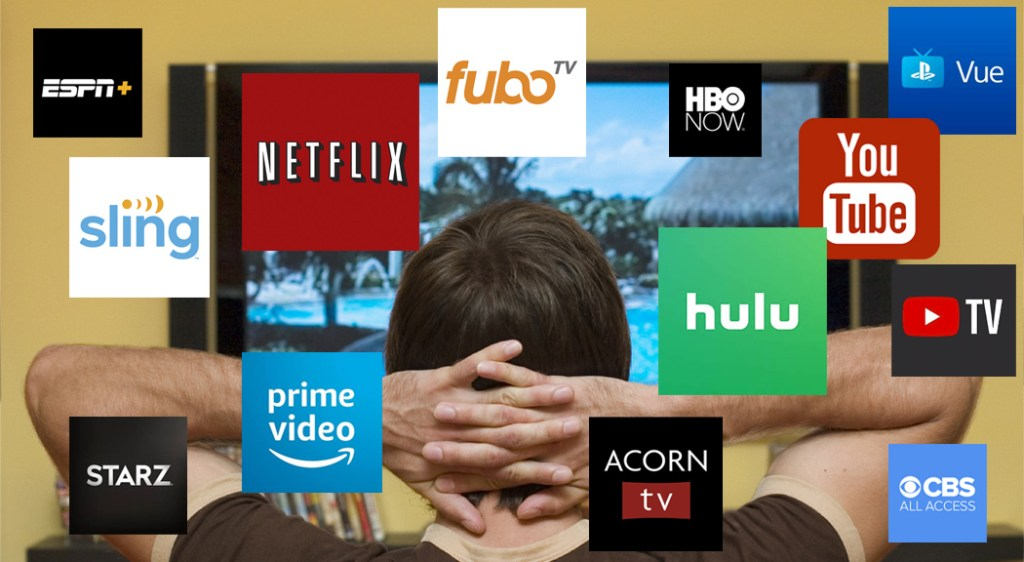 ESPN+
fubo TV
HBO
NOW
Vue
NETFLIX
You
Tube
sling
hulu
TV
prime
video
STARZ
ACORN
tv
CBS
ALL ACCESS